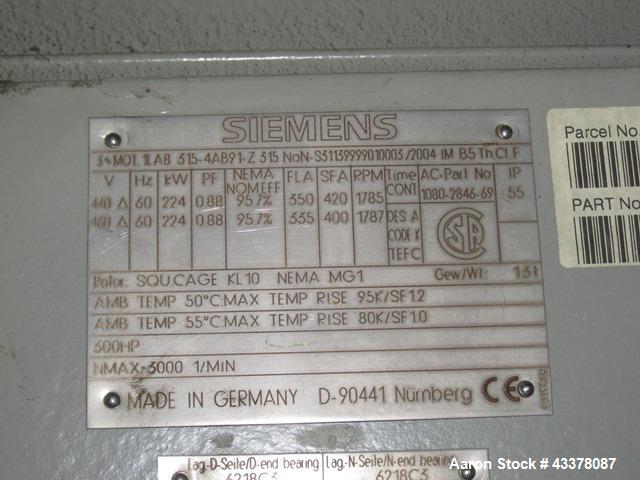 SIEMENS
3~MOT. 1LA8 315-4AB91-Z 315 NoN-S31139999010003 /2004 IM B5 Th.Cl.F
V Hz kW PF NEMA NOM.EFF FLA SFA RPM Time CONT AC-Part No IP
1080-2846-69 55
440 Δ 60 224 0.88 95.7% 350 420 1785
460 Δ 60 224 0.88 95.7% 335 400 1787
DES A
CODE K
TEFC
Rotor SQU.CAGE KL10 NEMA MG1 Gew/Wt. 1.3t
AMB TEMP 50°C:MAX TEMP RISE 95K/SF1.2
AMB TEMP 55°C:MAX TEMP RISE 80K/SF1.0
300HP
NMAX=3000 1/MIN
MADE IN GERMANY D-90441 Nürnberg CE
Lag.-D-Seite/D-end bearing Lag.-N-Seite/N-end bearing
6218C3 6218C3
Parcel No.
PART No
Aaron Stock # 43378087